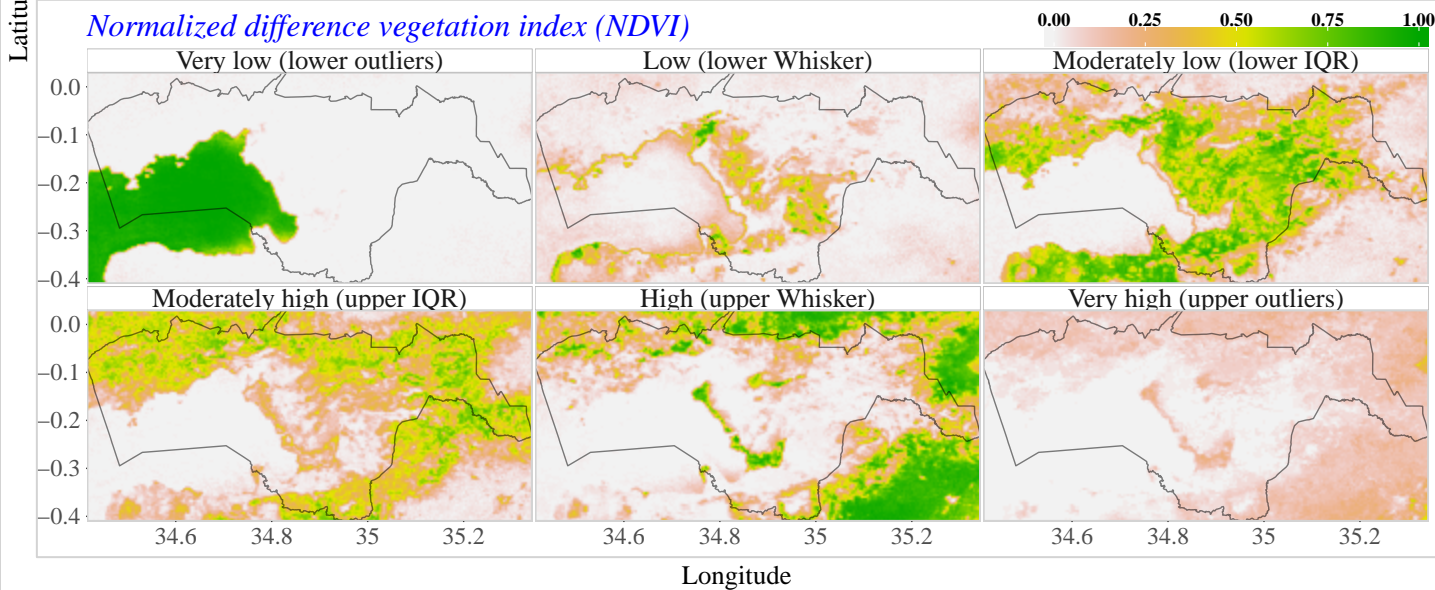 Latitu
Normalized difference vegetation index (NDVI)
0.00 0.25 0.50 0.75 1.00
Very low (lower outliers) Low (lower Whisker) Moderately low (lower IQR)
0.0
−0.1
−0.2
−0.3
−0.4
Moderately high (upper IQR) High (upper Whisker) Very high (upper outliers)
0.0
−0.1
−0.2
−0.3
−0.4
34.6 34.8 35 35.2 34.6 34.8 35 35.2 34.6 34.8 35 35.2
Longitude